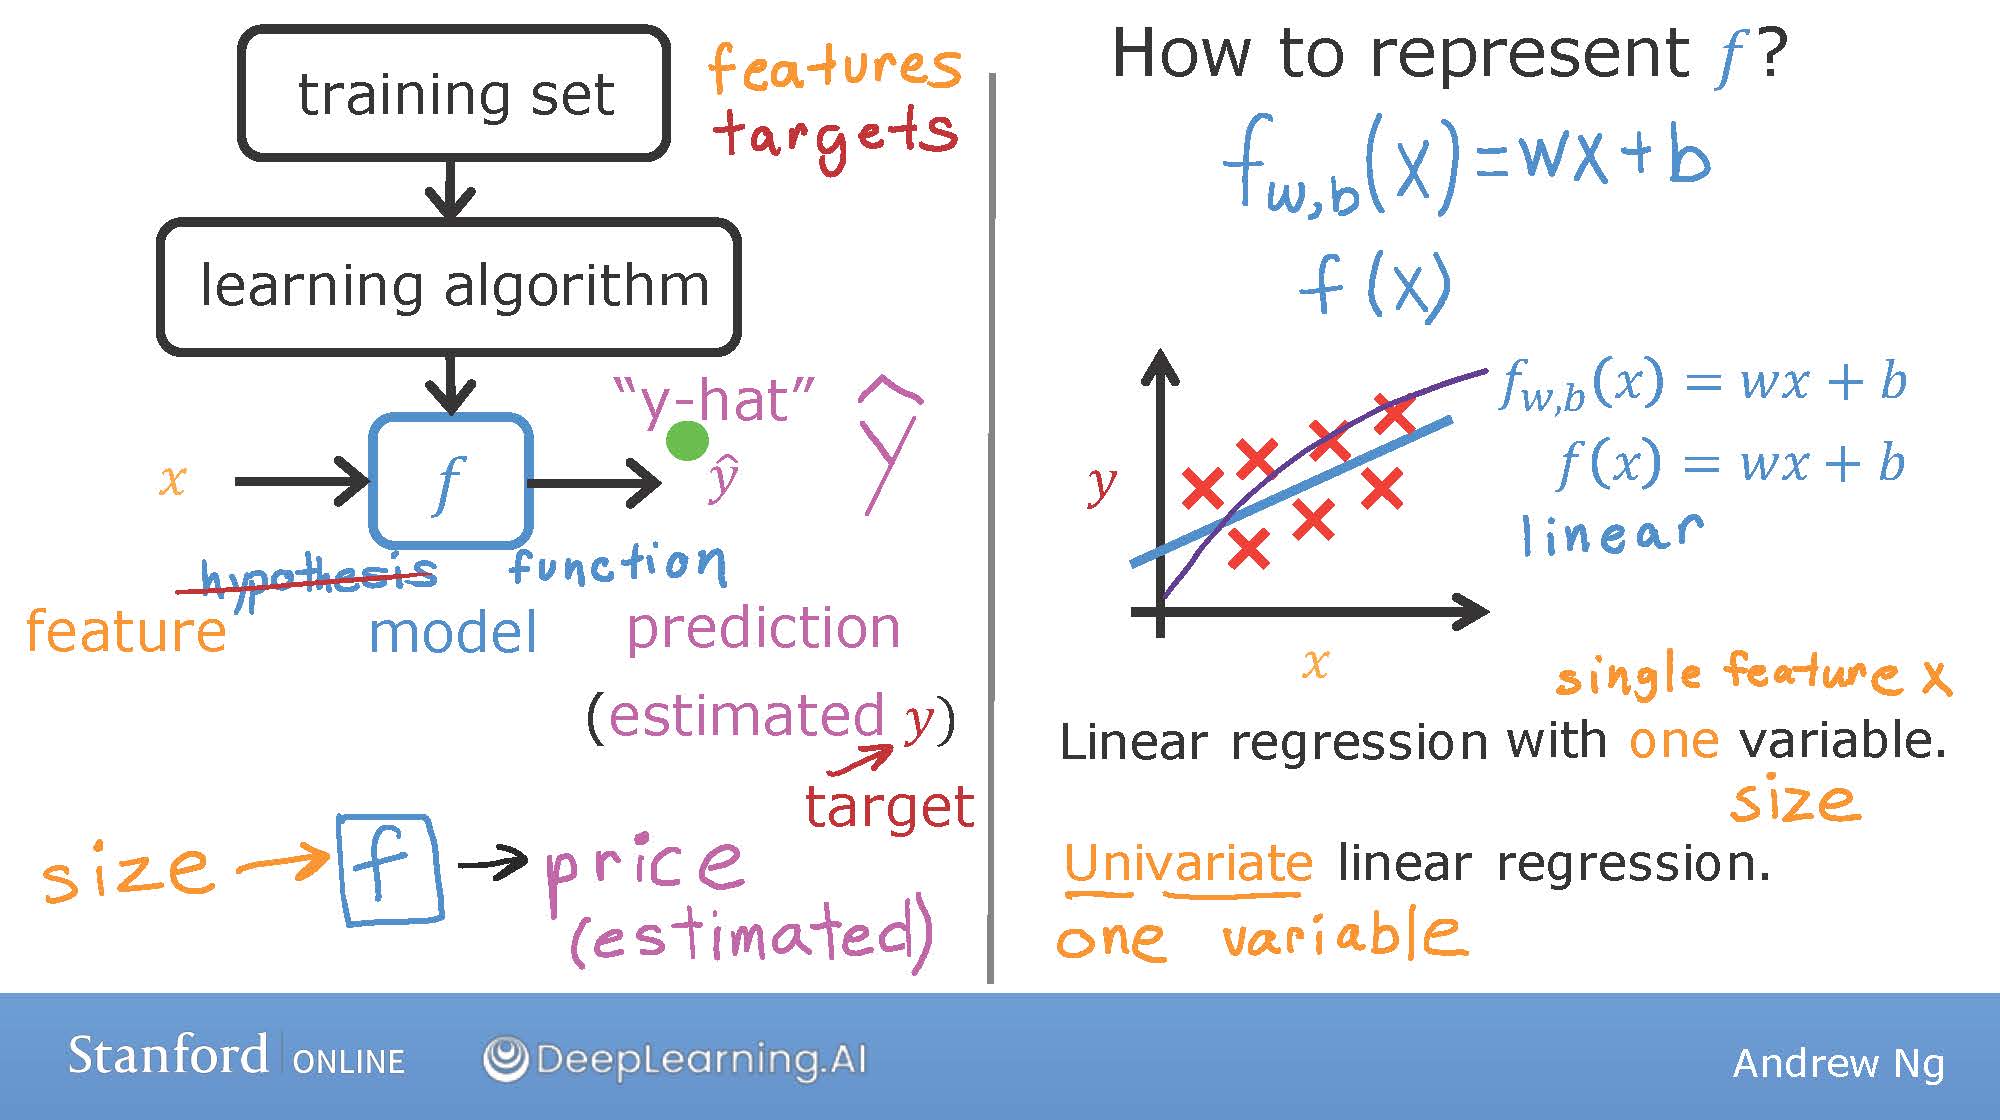 training set
features
targets
learning algorithm
"y-hat"
ŷ
x
f
ŷ
hypothesis function
feature model prediction
(estimated y)
target
size → f → price
(estimated)
How to represent f?
f_{w,b}(x) = wx + b
f(x)
f_{w,b}(x) = wx + b
f(x) = wx + b
linear
y
x
single feature x
Linear regression with one variable.
size
Univariate linear regression.
one variable
Stanford | ONLINE
DeepLearning.AI
Andrew Ng